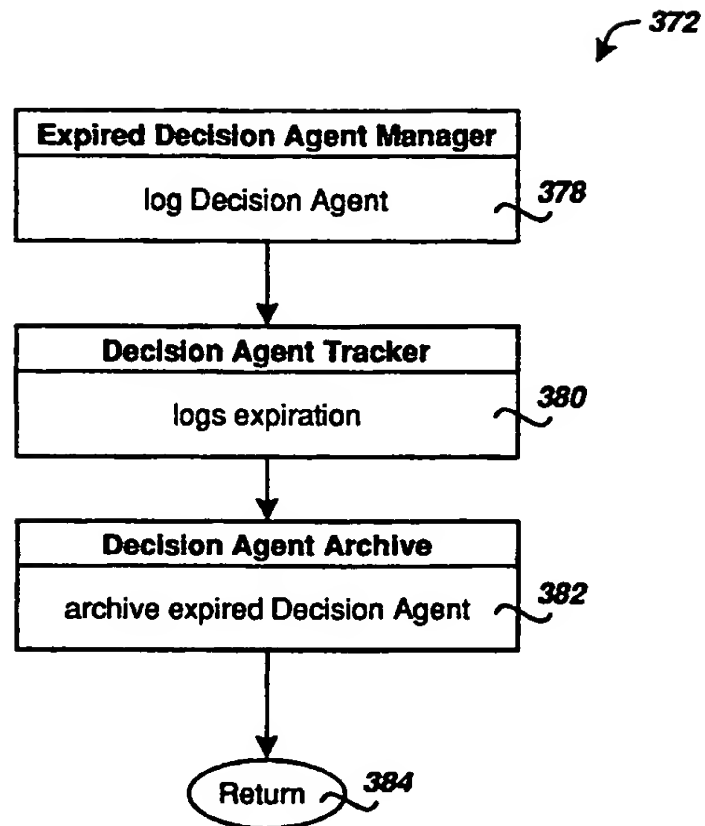 372
Expired Decision Agent Manager
log Decision Agent
378
Decision Agent Tracker
logs expiration
380
Decision Agent Archive
archive expired Decision Agent
382
Return
384